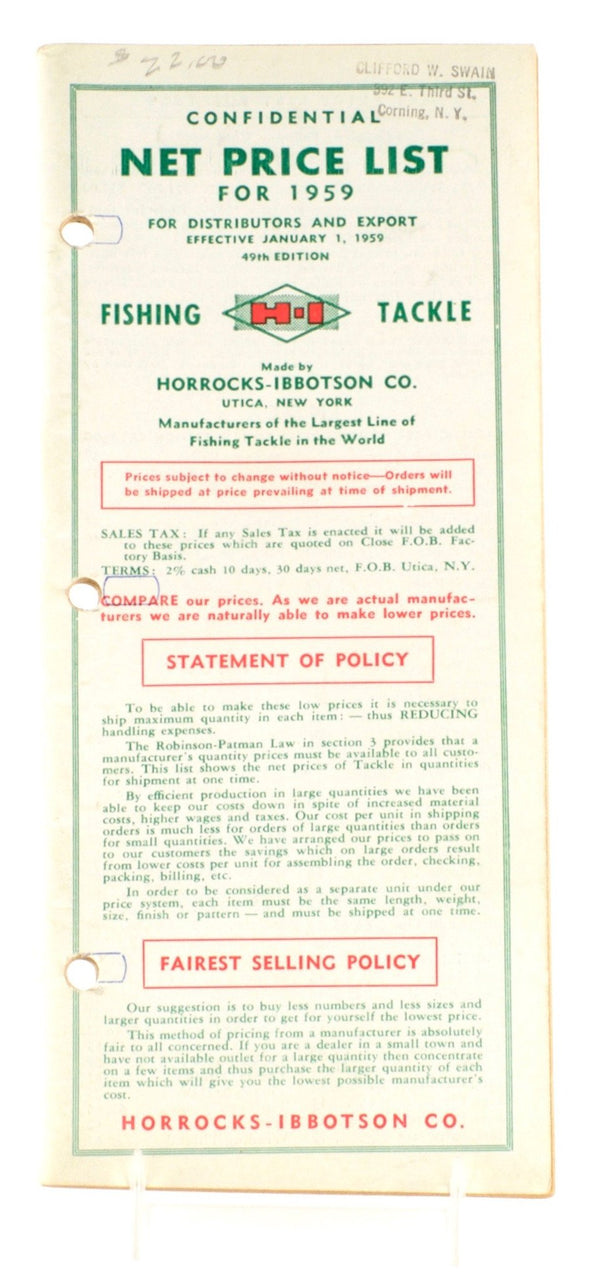 $ 22.00
CLIFFORD W. SWAIN
392 E. Third St.
Corning, N. Y.
CONFIDENTIAL
NET PRICE LIST
FOR 1959
FOR DISTRIBUTORS AND EXPORT
EFFECTIVE JANUARY 1, 1959
49th EDITION
FISHING H-I TACKLE
Made by
HORROCKS-IBBOTSON CO.
UTICA, NEW YORK
Manufacturers of the Largest Line of
Fishing Tackle in the World
Prices subject to change without notice—Orders will
be shipped at price prevailing at time of shipment.
SALES TAX: If any Sales Tax is enacted it will be added
to these prices which are quoted on Close F.O.B. Fac-
tory Basis.
TERMS: 2% cash 10 days, 30 days net, F.O.B. Utica, N.Y.
COMPARE our prices. As we are actual manufac-
turers we are naturally able to make lower prices.
STATEMENT OF POLICY
To be able to make these low prices it is necessary to
ship maximum quantity in each item: — thus REDUCING
handling expenses.
The Robinson-Patman Law in section 3 provides that a
manufacturer's quantity prices must be available to all custo-
mers. This list shows the net prices of Tackle in quantities
for shipment at one time.
By efficient production in large quantities we have been
able to keep our costs down in spite of increased material
costs, higher wages and taxes. Our cost per unit in shipping
orders is much less for orders of large quantities than orders
for small quantities. We have arranged our prices to pass on
to our customers the savings which on large orders result
from lower costs per unit for assembling the order, checking,
packing, billing, etc.
In order to be considered as a separate unit under our
price system, each item must be the same length, weight,
size, finish or pattern — and must be shipped at one time.
FAIREST SELLING POLICY
Our suggestion is to buy less numbers and less sizes and
larger quantities in order to get for yourself the lowest price.
This method of pricing from a manufacturer is absolutely
fair to all concerned. If you are a dealer in a small town and
have not available outlet for a large quantity then concentrate
on a few items and thus purchase the larger quantity of each
item which will give you the lowest possible manufacturer's
cost.
HORROCKS-IBBOTSON CO.